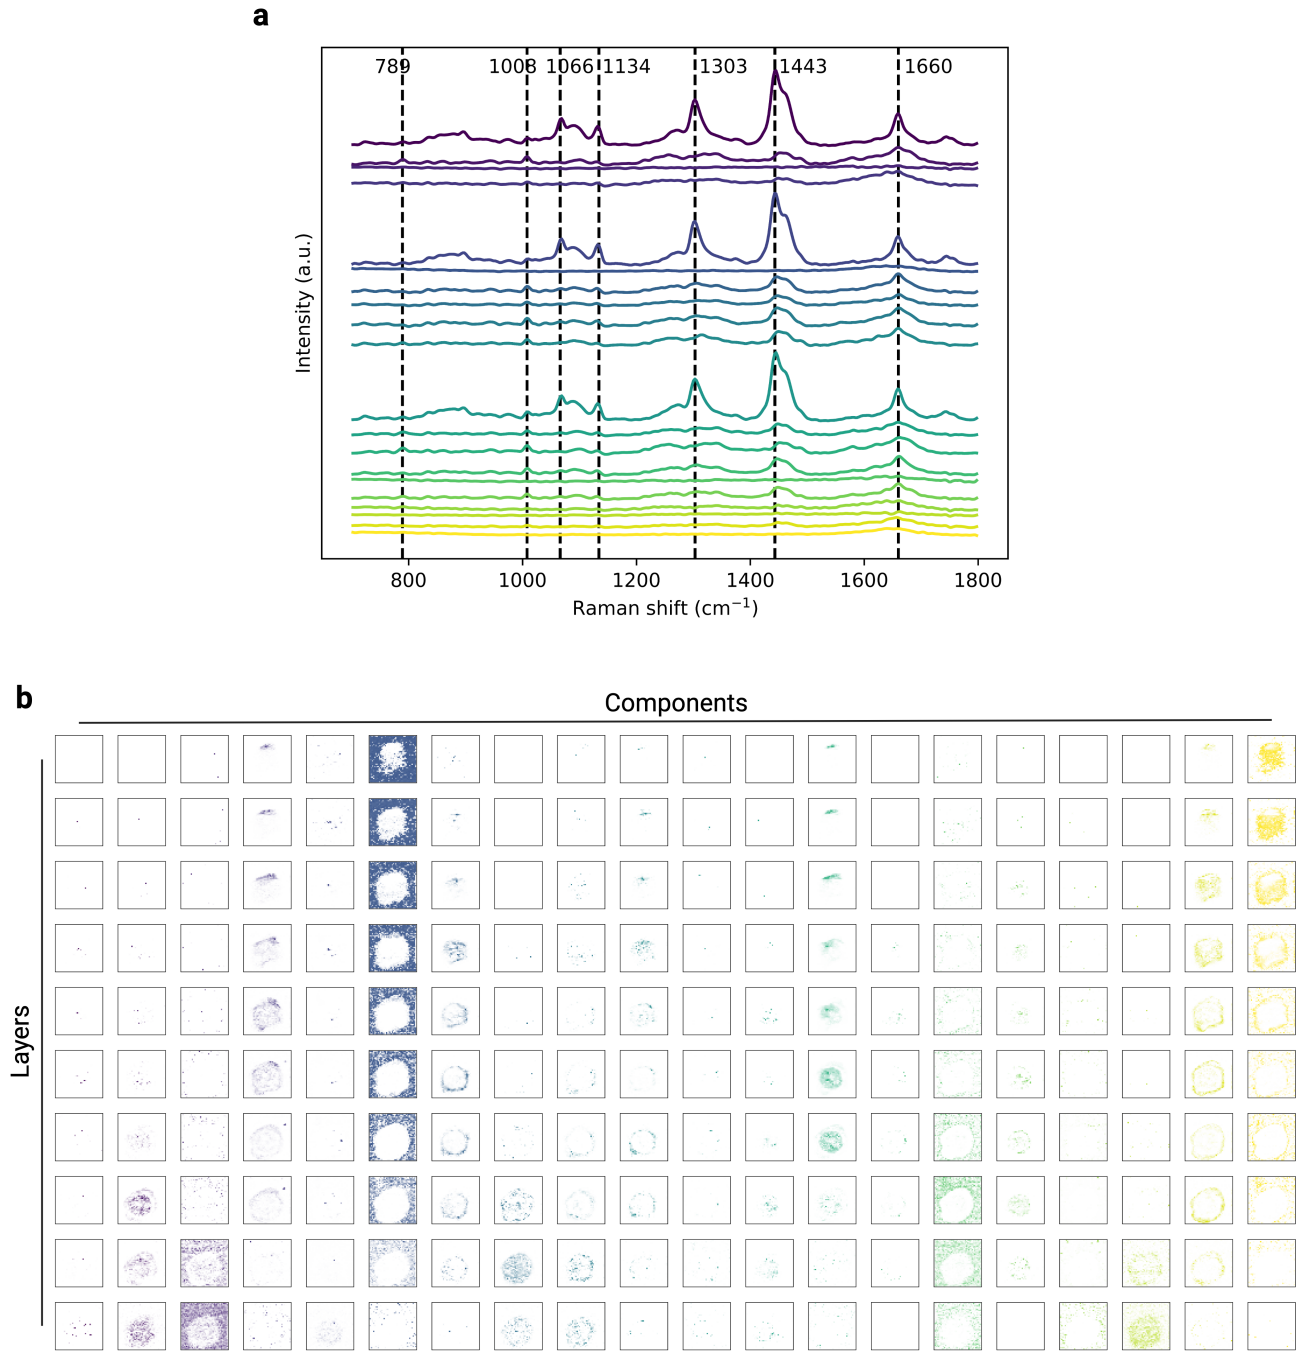 a
789 1008 1066 1134 1303 1443 1660
Intensity (a.u.)
800 1000 1200 1400 1600 1800
Raman shift (cm⁻¹)
b
Components
Layers